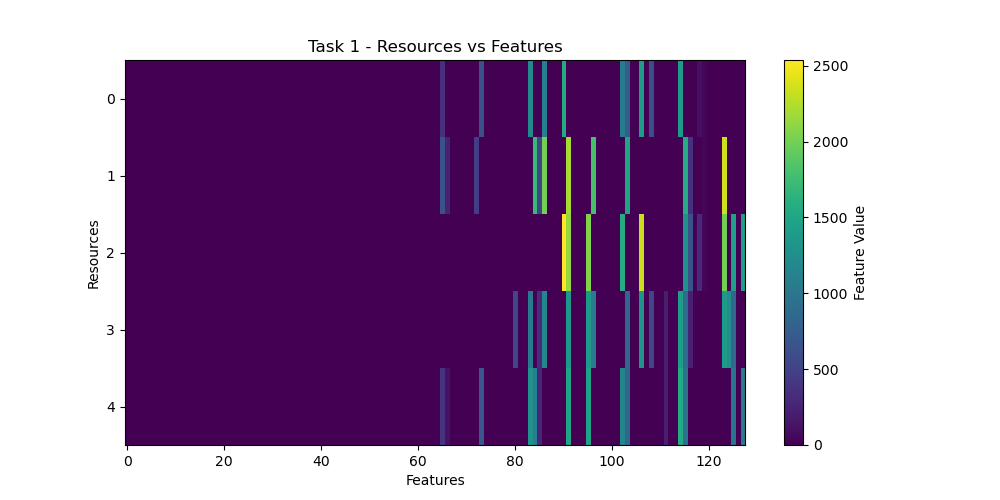 Task 1 - Resources vs Features
0
1
2
3
4
Resources
0 20 40 60 80 100 120
Features
2500
2000
1500
1000
500
0
Feature Value